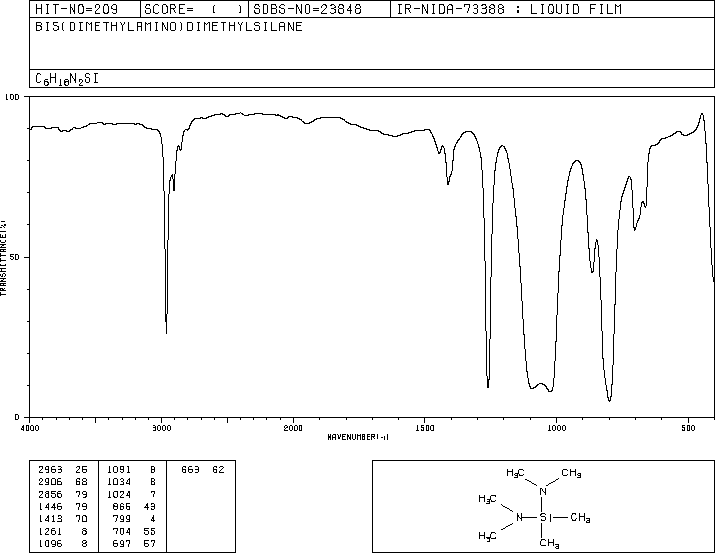 HIT-NO=209 SCORE= ( ) SDBS-NO=23848 IR-NIDA-73388 : LIQUID FILM
BIS(DIMETHYLAMINO)DIMETHYLSILANE
C6H18N2SI
100
50
0
TRANSMITTANCE(%)
4000 3000 2000 1500 1000 500
WAVENUMBER(-1)
2963 25 1091 8 663 62
2906 68 1034 8
2856 79 1024 7
1446 79 866 43
1413 70 799 4
1261 8 704 55
1096 8 697 57
H3C CH3
N
H3C
N SI CH3
H3C
CH3